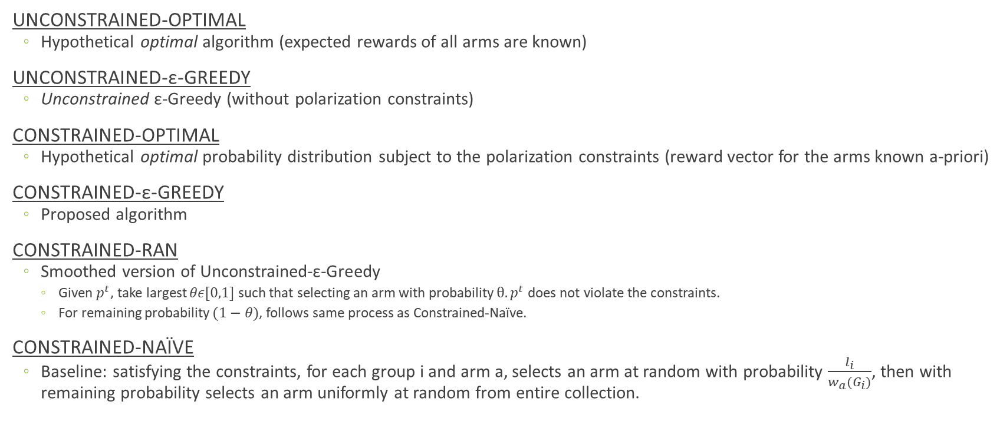 UNCONSTRAINED-OPTIMAL
◦ Hypothetical optimal algorithm (expected rewards of all arms are known)
UNCONSTRAINED-ε-GREEDY
◦ Unconstrained ε-Greedy (without polarization constraints)
CONSTRAINED-OPTIMAL
◦ Hypothetical optimal probability distribution subject to the polarization constraints (reward vector for the arms known a-priori)
CONSTRAINED-ε-GREEDY
◦ Proposed algorithm
CONSTRAINED-RAN
◦ Smoothed version of Unconstrained-ε-Greedy
◦ Given p^t, take largest θϵ[0,1] such that selecting an arm with probability θ.p^t does not violate the constraints.
◦ For remaining probability (1 − θ), follows same process as Constrained-Naïve.
CONSTRAINED-NAÏVE
◦ Baseline: satisfying the constraints, for each group i and arm a, selects an arm at random with probability l_i/w_a(G_i), then with
remaining probability selects an arm uniformly at random from entire collection.